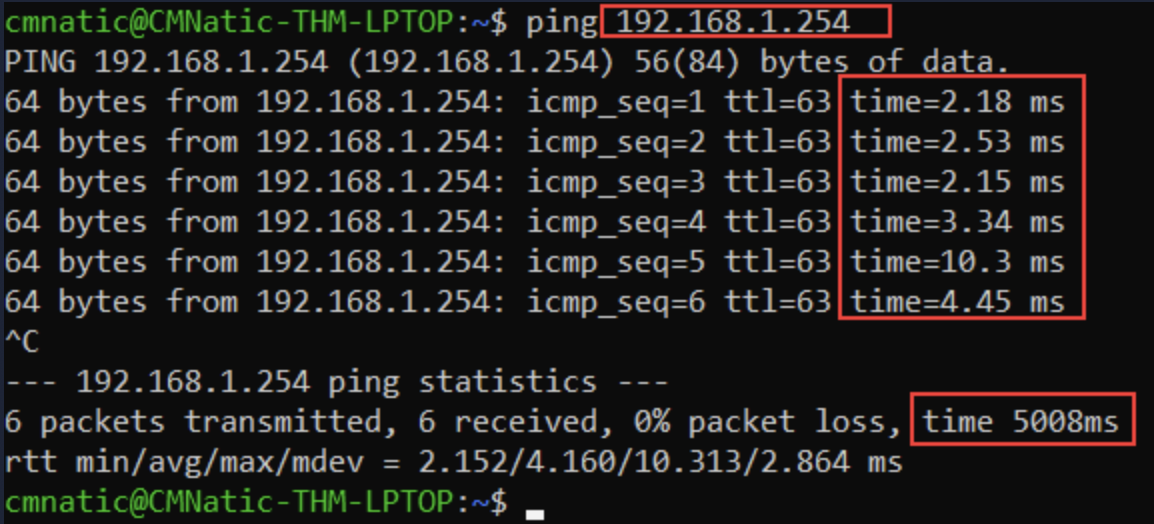 cmnatic@CMNatic-THM-LPTOP:~$ ping 192.168.1.254
PING 192.168.1.254 (192.168.1.254) 56(84) bytes of data.
64 bytes from 192.168.1.254: icmp_seq=1 ttl=63 time=2.18 ms
64 bytes from 192.168.1.254: icmp_seq=2 ttl=63 time=2.53 ms
64 bytes from 192.168.1.254: icmp_seq=3 ttl=63 time=2.15 ms
64 bytes from 192.168.1.254: icmp_seq=4 ttl=63 time=3.34 ms
64 bytes from 192.168.1.254: icmp_seq=5 ttl=63 time=10.3 ms
64 bytes from 192.168.1.254: icmp_seq=6 ttl=63 time=4.45 ms
^C
--- 192.168.1.254 ping statistics ---
6 packets transmitted, 6 received, 0% packet loss, time 5008ms
rtt min/avg/max/mdev = 2.152/4.160/10.313/2.864 ms
cmnatic@CMNatic-THM-LPTOP:~$